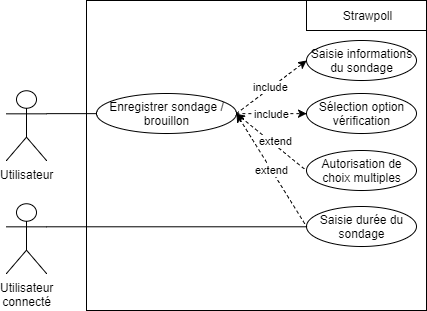 Strawpoll
Saisie informations
du sondage
include
Enregistrer sondage /
brouillon
include
Sélection option
vérification
extend
Autorisation de
choix multiples
extend
Utilisateur
Saisie durée du
sondage
Utilisateur
connecté